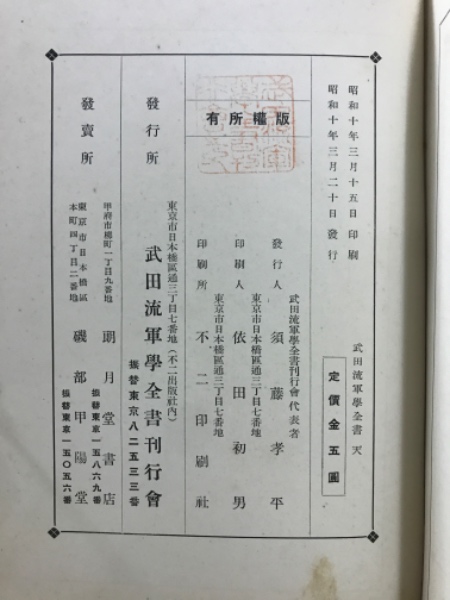 昭和十年三月十五日印刷
昭和十年三月二十日發行
武田流軍學全書 天
定價金五圓
版權所有
武田流軍學全書刊行會代表者
發行人 須藤孝平
東京市日本橋區通三丁目七番地
印刷人 依田初男
東京市日本橋區通三丁目七番地
印刷所 不二印刷社
東京市日本橋區通三丁目七番地(不二出版社內)
發行所 武田流軍學全書刊行會
振替東京八二五三三番
發賣所
甲府市橘町一丁目九番地 朗月堂書店
振替東京一五八六九番
東京市日本橋區本町四丁目二番地 磯部甲陽堂
振替東京一五〇五六番